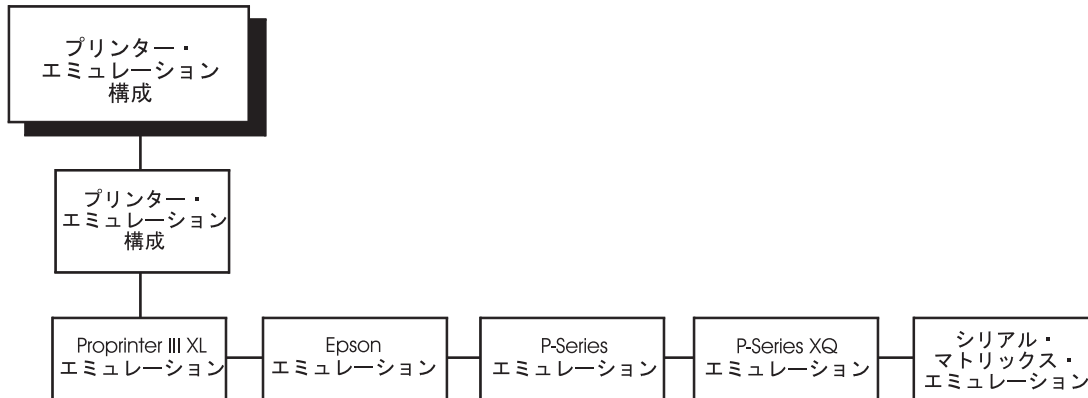 プリンター・
エミュレーション
構成
プリンター・
エミュレーション
構成
Proprinter III XL
エミュレーション
Epson
エミュレーション
P-Series
エミュレーション
P-Series XQ
エミュレーション
シリアル・
マトリックス・
エミュレーション